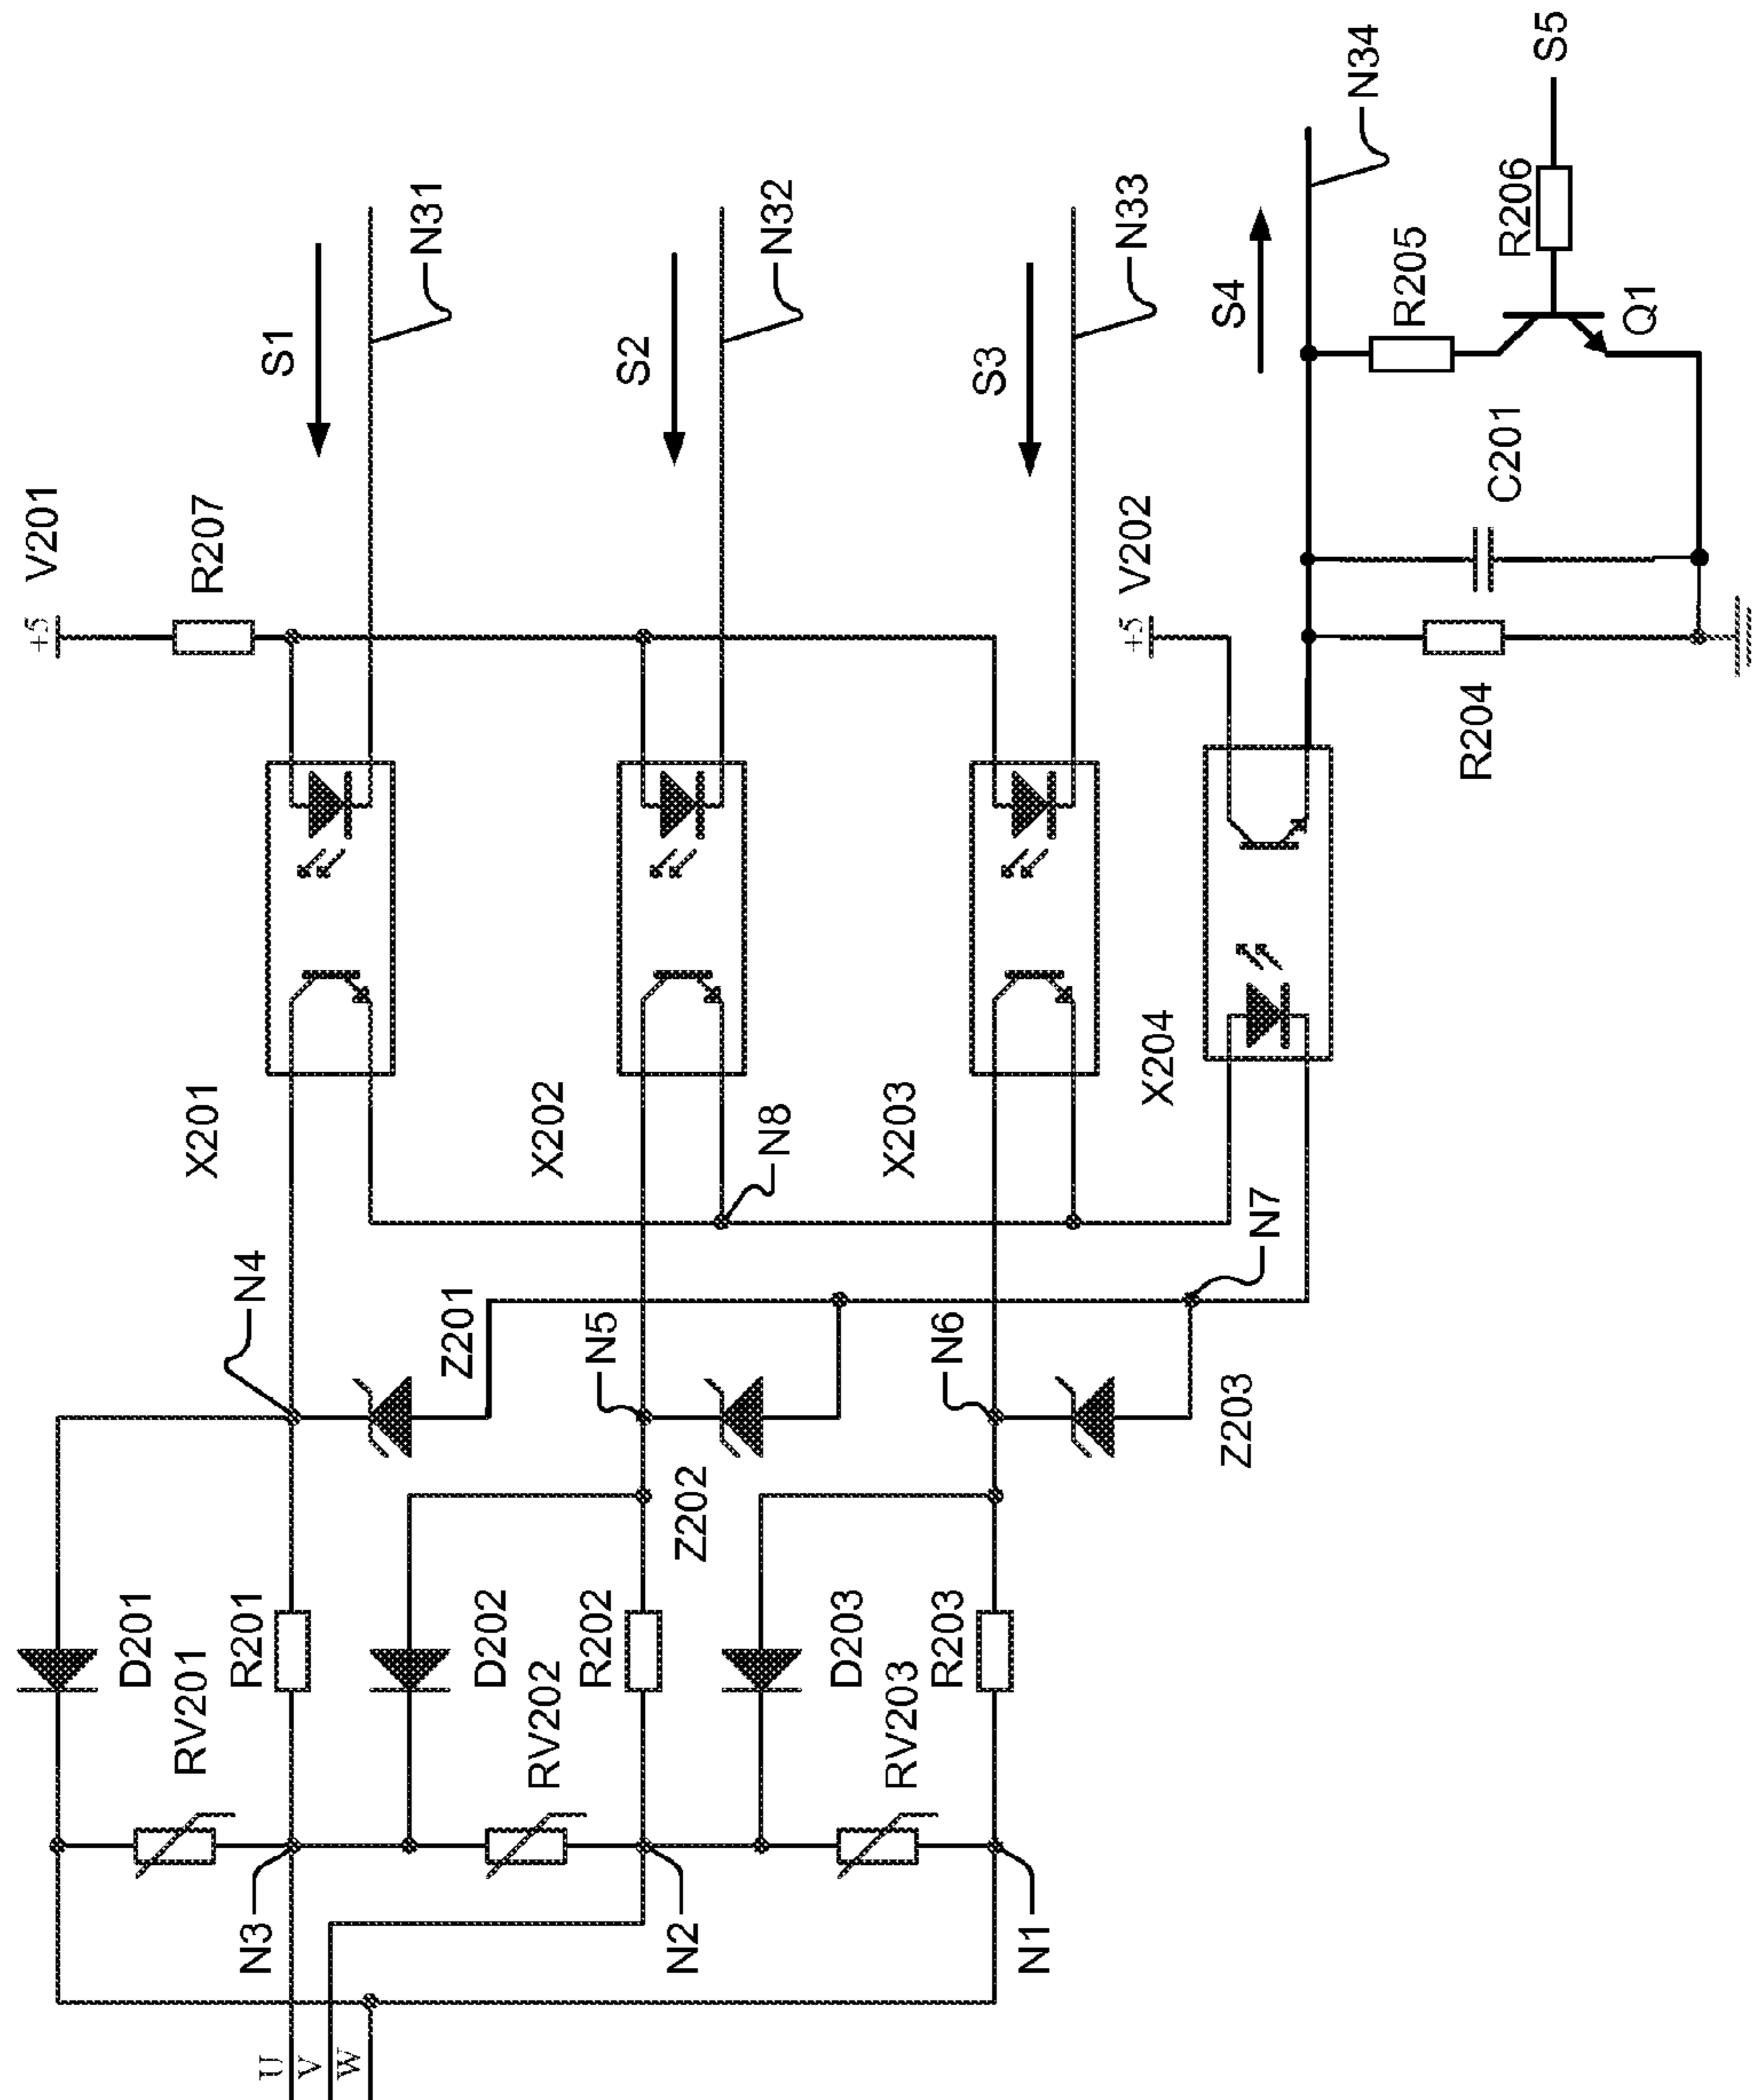 V201
+5
R207
S1
N31
S2
N32
S3
N33
V202
+5
S4
N34
R205
R206
S5
Q1
C201
R204
X201
X202
X203
X204
N8
N7
N4
Z201
N5
Z202
N6
Z203
D201
RV201
R201
D202
RV202
R202
D203
RV203
R203
N3
N2
N1
U
V
W